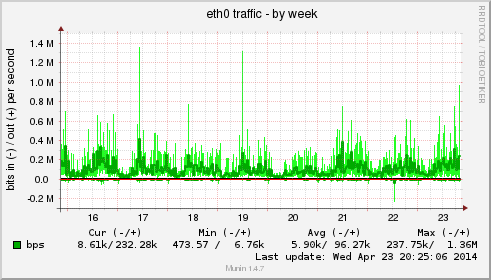 eth0 traffic - by week
RRDTOOL / TOBI OETIKER
bits in (-) / out (+) per second
1.4 M
1.2 M
1.0 M
0.8 M
0.6 M
0.4 M
0.2 M
0.0
-0.2 M
16 17 18 19 20 21 22 23
Cur (-/+) Min (-/+) Avg (-/+) Max (-/+)
bps 8.61k/232.28k 473.57 / 6.76k 5.90k/ 96.27k 237.75k/ 1.36M
Last update: Wed Apr 23 20:25:06 2014
Munin 1.4.7